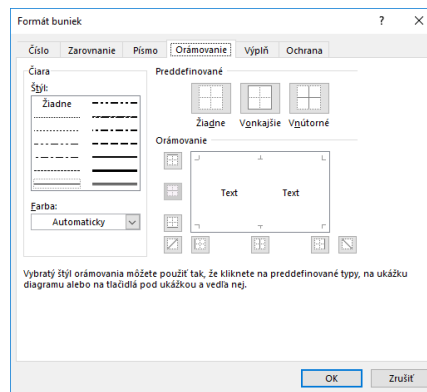 Formát buniek
Číslo Zarovnanie Písmo Orámovanie Výplň Ochrana
Čiara
Štýl:
Žiadne
Farba:
Automaticky
Preddefinované
Žiadne Vonkajšie Vnútorné
Orámovanie
Text Text
Vybratý štýl orámovania môžete použiť tak, že kliknete na preddefinované typy, na ukážku
diagramu alebo na tlačidlá pod ukážkou a vedľa nej.
OK Zrušiť